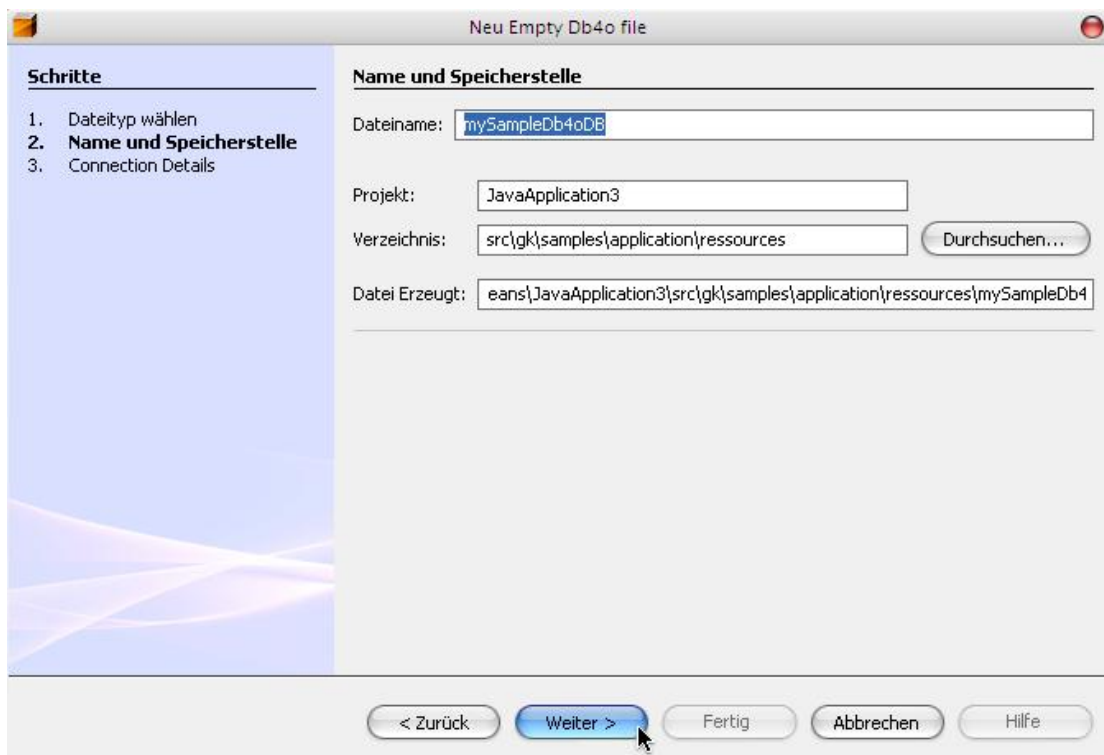 Neu Empty Db4o file
Schritte
1. Dateityp wählen
2. Name und Speicherstelle
3. Connection Details
Name und Speicherstelle
Dateiname: mySampleDb4oDB
Projekt: JavaApplication3
Verzeichnis: src\gk\samples\application\ressources Durchsuchen...
Datei Erzeugt: eans\JavaApplication3\src\gk\samples\application\ressources\mySampleDb4
< Zurück Weiter > Fertig Abbrechen Hilfe